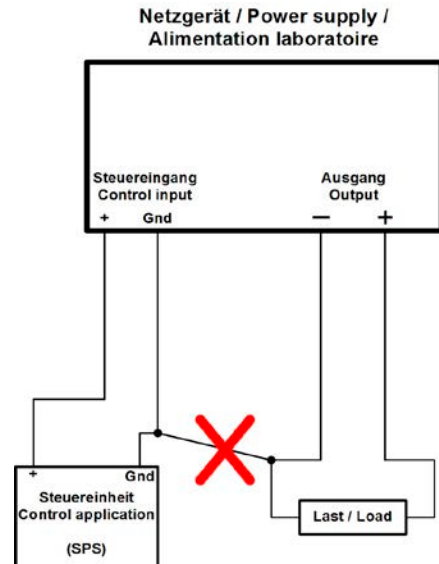 Netzgerät / Power supply /
Alimentation laboratoire
Steuereingang
Control input
+ Gnd
Ausgang
Output
− +
+ Gnd
Steuereinheit
Control application
(SPS)
Last / Load